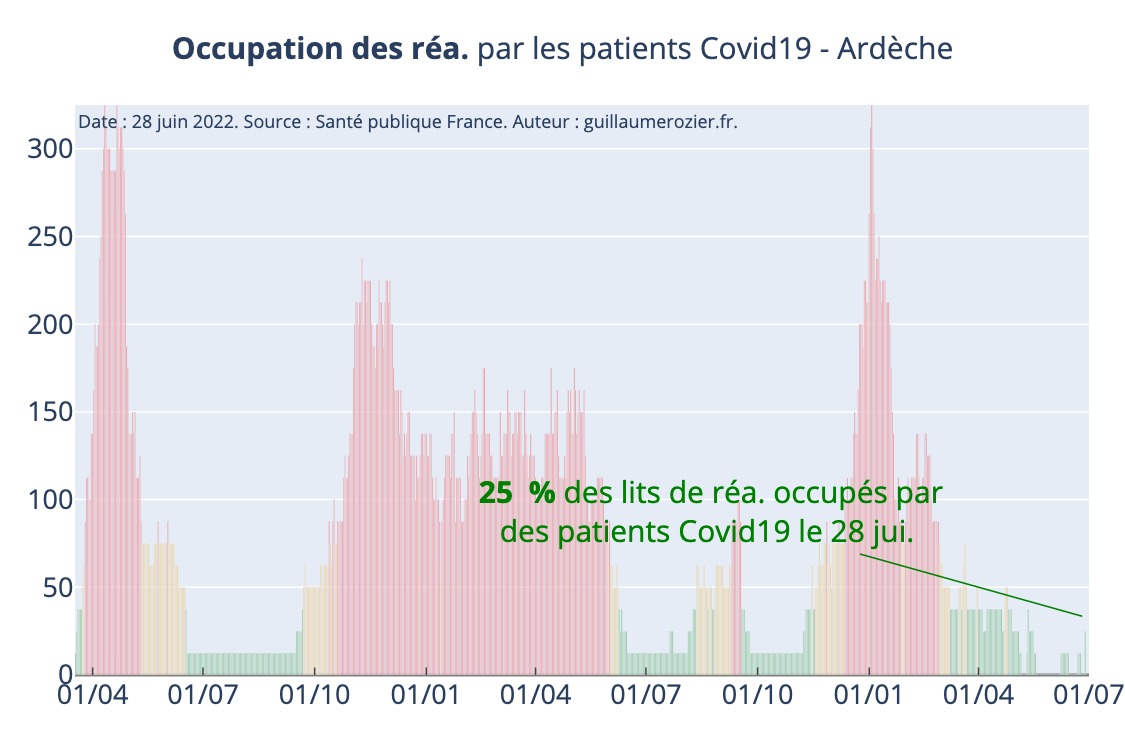 Occupation des réa. par les patients Covid19 - Ardèche
Date : 28 juin 2022. Source : Santé publique France. Auteur : guillaumerozier.fr.
300
250
200
150
100
50
0
25 % des lits de réa. occupés par
des patients Covid19 le 28 jui.
01/04 01/07 01/10 01/01 01/04 01/07 01/10 01/01 01/04 01/07